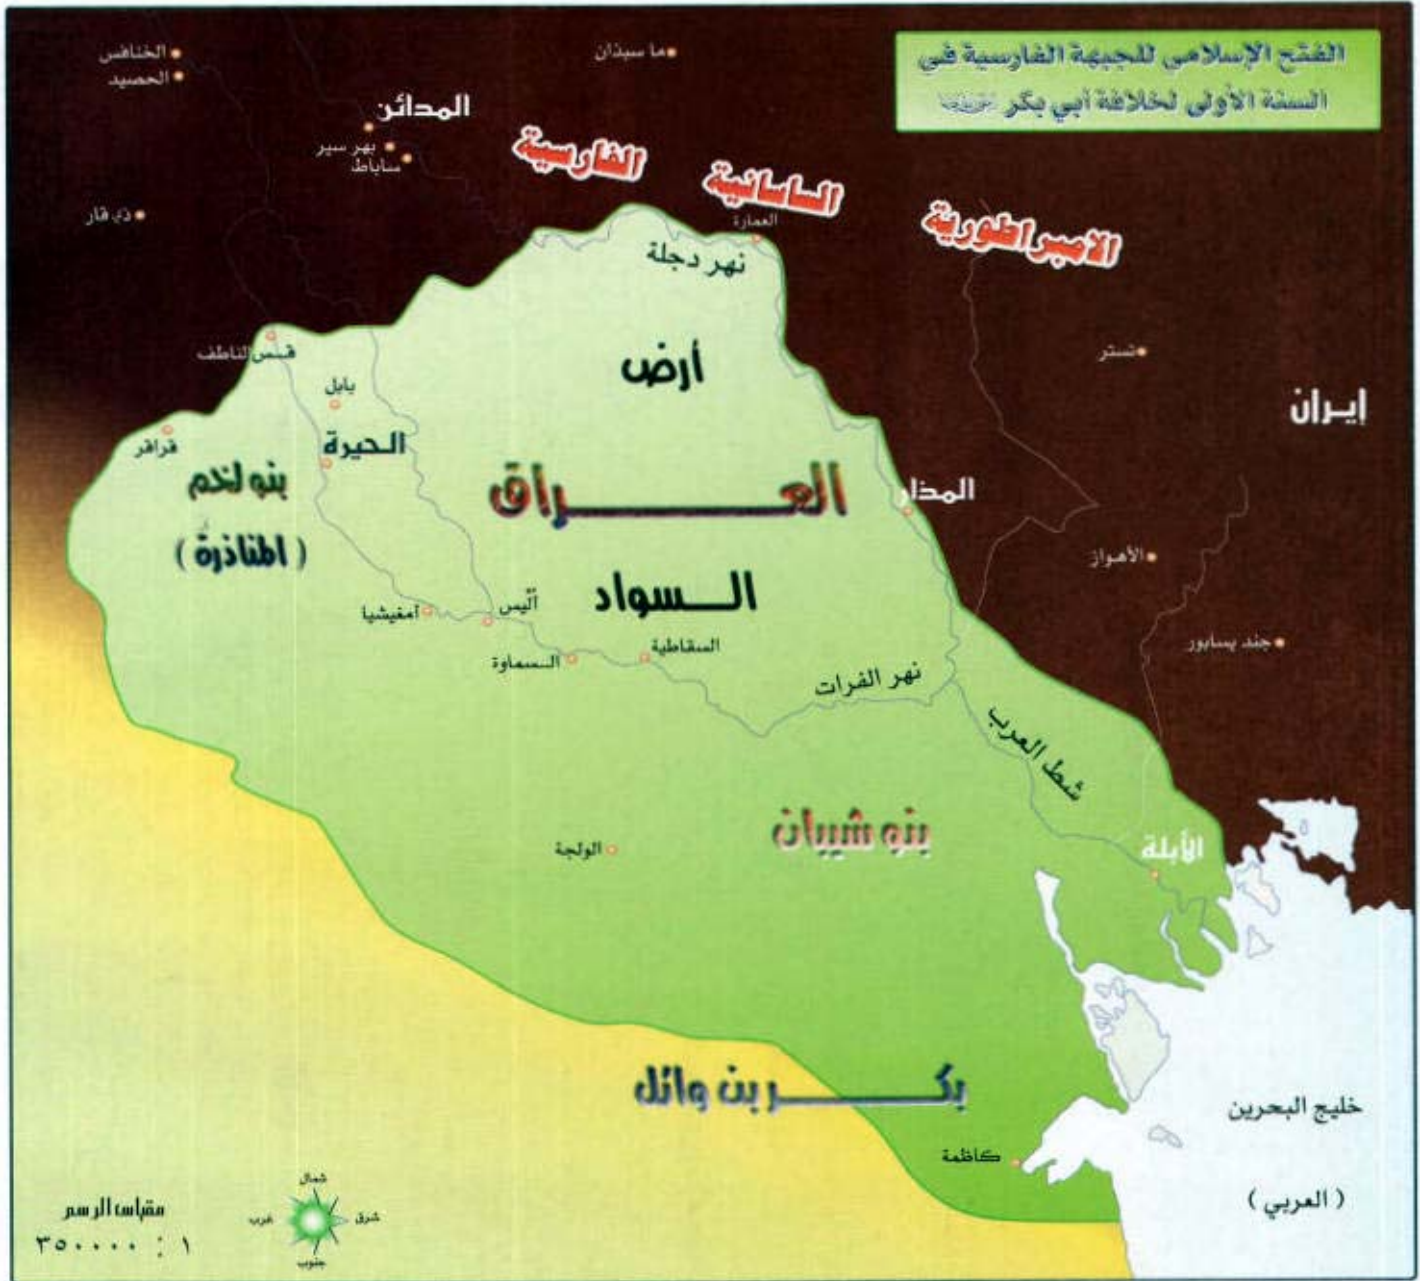 الفتح الإسلامي للجبهة الفارسية في
السنة الأولى لخلافة أبي بكر
الخنافس
الحصيد
ما سبذان
المدائن
بهر سير
ساباط
ذي قار
الامبراطورية الساسانية الفارسية
العمارة
نهر دجلة
تستر
إيران
قس الناطف
بابل
الحيرة
قراقر
بنو لخم
(المناذرة)
أرض
العراق
السواد
المذار
الأهواز
جند يسابور
أمغيشيا
أليس
السماوة
السقاطية
نهر الفرات
شط العرب
بنو شيبان
الولجة
الأبلة
بكر بن وائل
كاظمة
خليج البحرين
(العربي)
شمال
شرق
غرب
جنوب
مقياس الرسم
١ : ٣٥٠٠٠٠